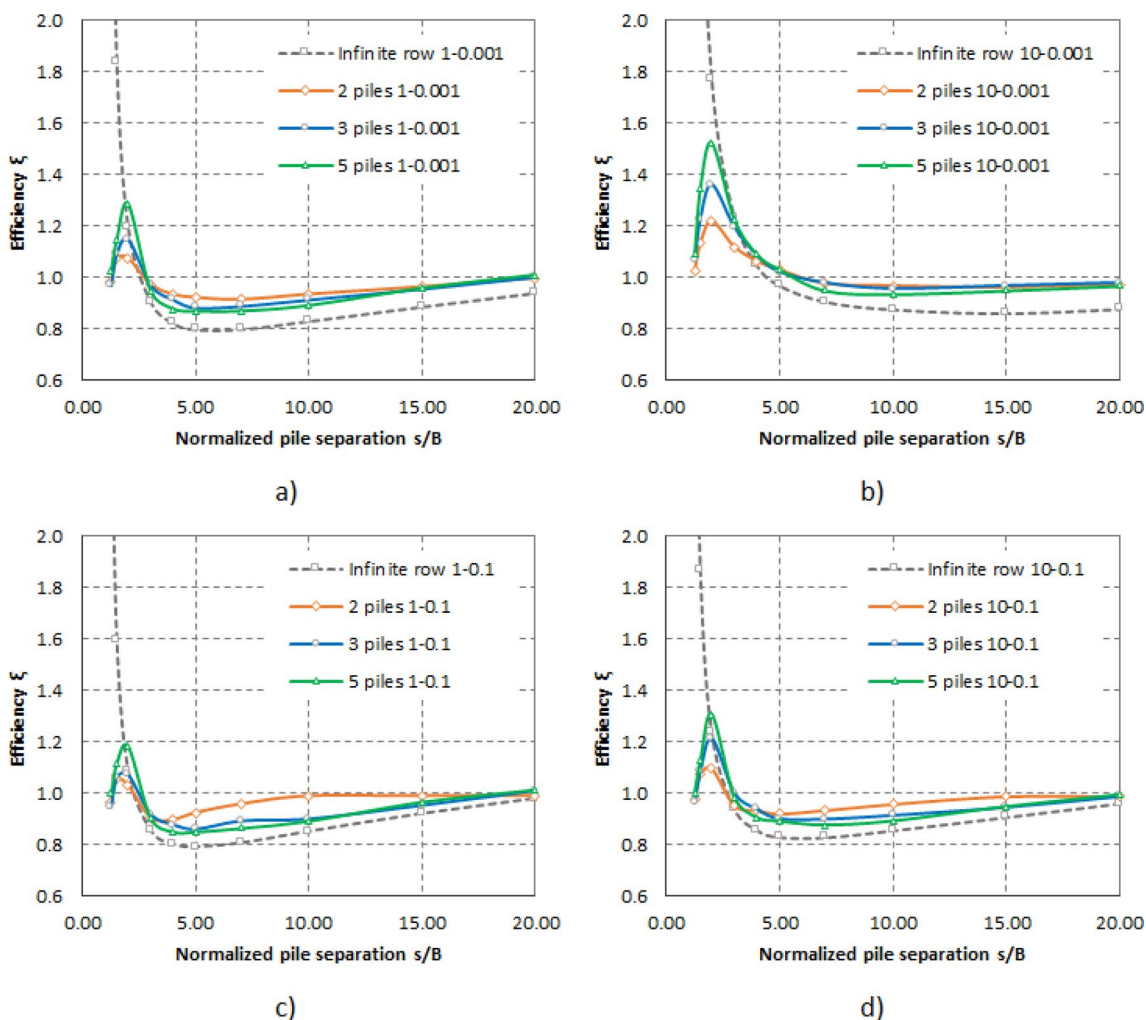 2.0
1.8
1.6
1.4
1.2
1.0
0.8
0.6
Efficiency ξ
Infinite row 1-0.001
2 piles 1-0.001
3 piles 1-0.001
5 piles 1-0.001
0.00 5.00 10.00 15.00 20.00
Normalized pile separation s/B
a)
2.0
1.8
1.6
1.4
1.2
1.0
0.8
0.6
Efficiency ξ
Infinite row 10-0.001
2 piles 10-0.001
3 piles 10-0.001
5 piles 10-0.001
0.00 5.00 10.00 15.00 20.00
Normalized pile separation s/B
b)
2.0
1.8
1.6
1.4
1.2
1.0
0.8
0.6
Efficiency ξ
Infinite row 1-0.1
2 piles 1-0.1
3 piles 1-0.1
5 piles 1-0.1
0.00 5.00 10.00 15.00 20.00
Normalized pile separation s/B
c)
2.0
1.8
1.6
1.4
1.2
1.0
0.8
0.6
Efficiency ξ
Infinite row 10-0.1
2 piles 10-0.1
3 piles 10-0.1
5 piles 10-0.1
0.00 5.00 10.00 15.00 20.00
Normalized pile separation s/B
d)